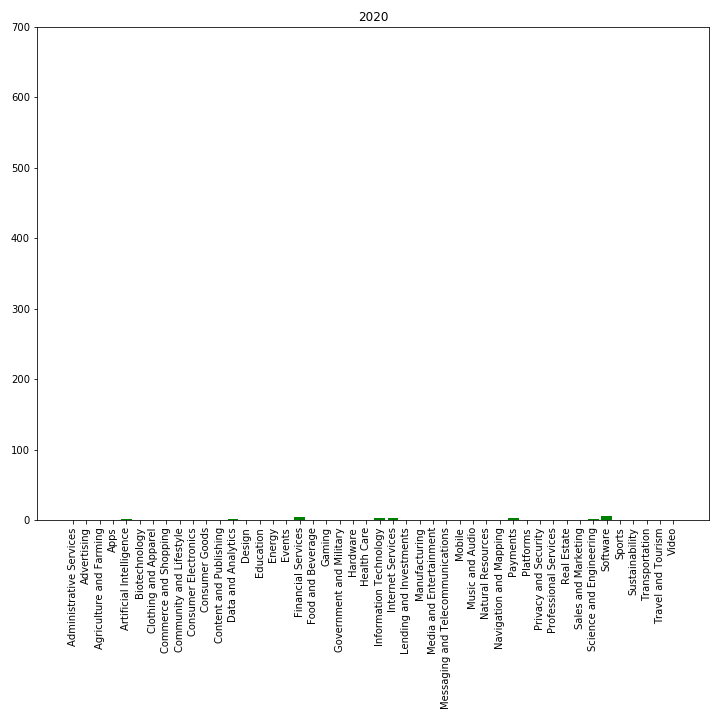 2020
700
600
500
400
300
200
100
0
Administrative Services
Advertising
Agriculture and Farming
Apps
Artificial Intelligence
Biotechnology
Clothing and Apparel
Commerce and Shopping
Community and Lifestyle
Consumer Electronics
Consumer Goods
Content and Publishing
Data and Analytics
Design
Education
Energy
Events
Financial Services
Food and Beverage
Gaming
Government and Military
Hardware
Health Care
Information Technology
Internet Services
Lending and Investments
Manufacturing
Media and Entertainment
Messaging and Telecommunications
Mobile
Music and Audio
Natural Resources
Navigation and Mapping
Payments
Platforms
Privacy and Security
Professional Services
Real Estate
Sales and Marketing
Science and Engineering
Software
Sports
Sustainability
Transportation
Travel and Tourism
Video